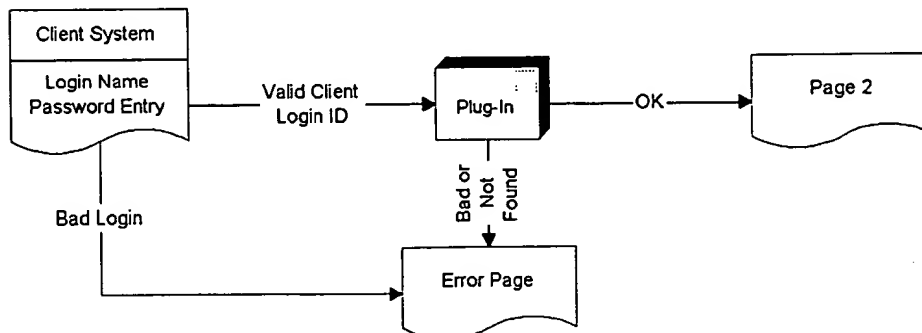 Client System
Login Name
Password Entry
Valid Client
Login ID
Plug-In
OK
Page 2
Bad or
Not
Found
Bad Login
Error Page